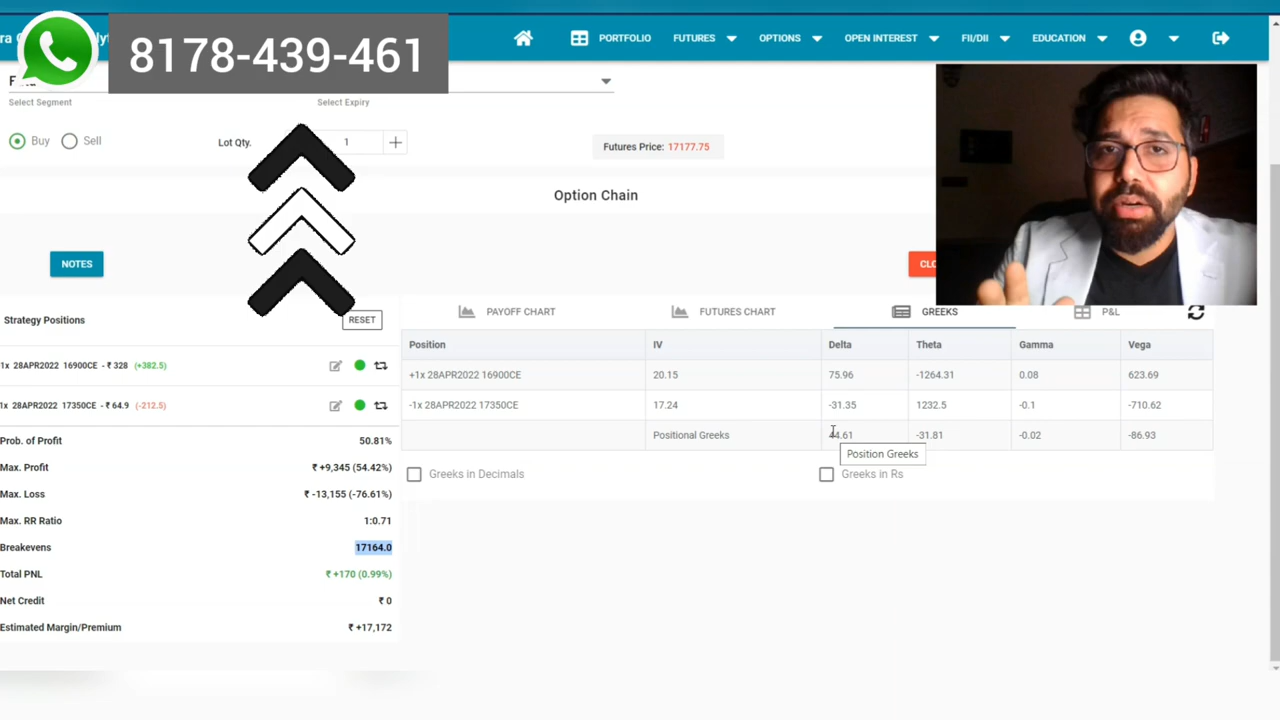 8178-439-461
PORTFOLIO
FUTURES
OPTIONS
OPEN INTEREST
FII/DII
EDUCATION
Select Segment
Select Expiry
Buy
Sell
Lot Qty.
1
Futures Price: 17177.75
Option Chain
NOTES
Strategy Positions
RESET
PAYOFF CHART
FUTURES CHART
GREEKS
P&L
1x 28APR2022 16900CE - ₹ 328 (+382.5)
1x 28APR2022 17350CE - ₹ 64.9 (-212.5)
Prob. of Profit 50.81%
Max. Profit ₹ +9,345 (54.42%)
Max. Loss ₹ -13,155 (-76.61%)
Max. RR Ratio 1:0.71
Breakevens 17164.0
Total PNL ₹ +170 (0.99%)
Net Credit ₹ 0
Estimated Margin/Premium ₹ +17,172
Position IV Delta Theta Gamma Vega
+1x 28APR2022 16900CE 20.15 75.96 -1264.31 0.08 623.69
-1x 28APR2022 17350CE 17.24 -31.35 1232.5 -0.1 -710.62
Positional Greeks 44.61 -31.81 -0.02 -86.93
Position Greeks
Greeks in Decimals
Greeks in Rs